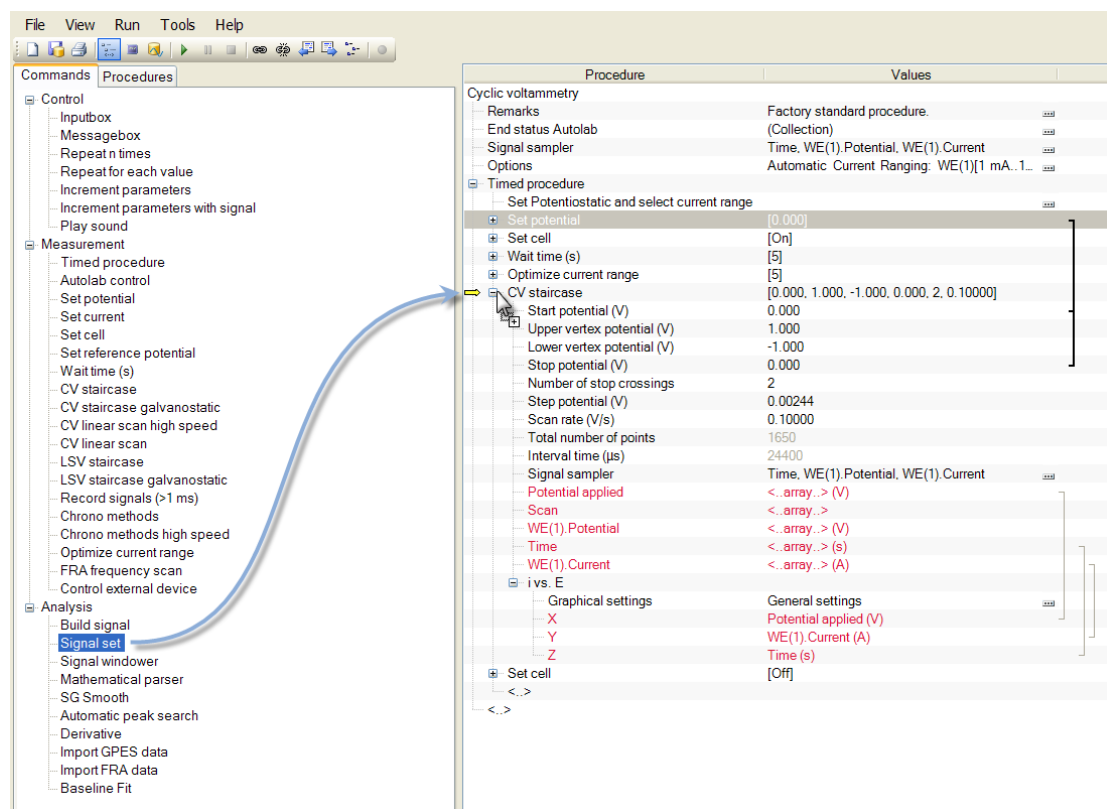 File View Run Tools Help
Commands Procedures
Control
Inputbox
Messagebox
Repeat n times
Repeat for each value
Increment parameters
Increment parameters with signal
Play sound
Measurement
Timed procedure
Autolab control
Set potential
Set current
Set cell
Set reference potential
Wait time (s)
CV staircase
CV staircase galvanostatic
CV linear scan high speed
CV linear scan
LSV staircase
LSV staircase galvanostatic
Record signals (>1 ms)
Chrono methods
Chrono methods high speed
Optimize current range
FRA frequency scan
Control external device
Analysis
Build signal
Signal set
Signal windower
Mathematical parser
SG Smooth
Automatic peak search
Derivative
Import GPES data
Import FRA data
Baseline Fit
Procedure Values
Cyclic voltammetry
Remarks Factory standard procedure.
End status Autolab (Collection)
Signal sampler Time, WE(1).Potential, WE(1).Current
Options Automatic Current Ranging: WE(1)[1 mA..1...
Timed procedure
Set Potentiostatic and select current range
Set potential [0.000]
Set cell [On]
Wait time (s) [5]
Optimize current range [5]
CV staircase [0.000, 1.000, -1.000, 0.000, 2, 0.10000]
Start potential (V) 0.000
Upper vertex potential (V) 1.000
Lower vertex potential (V) -1.000
Stop potential (V) 0.000
Number of stop crossings 2
Step potential (V) 0.00244
Scan rate (V/s) 0.10000
Total number of points 1650
Interval time (µs) 24400
Signal sampler Time, WE(1).Potential, WE(1).Current
Potential applied <..array..> (V)
Scan <..array..>
WE(1).Potential <..array..> (V)
Time <..array..> (s)
WE(1).Current <..array..> (A)
i vs. E
Graphical settings General settings
X Potential applied (V)
Y WE(1).Current (A)
Z Time (s)
Set cell [Off]
<..>
<..>